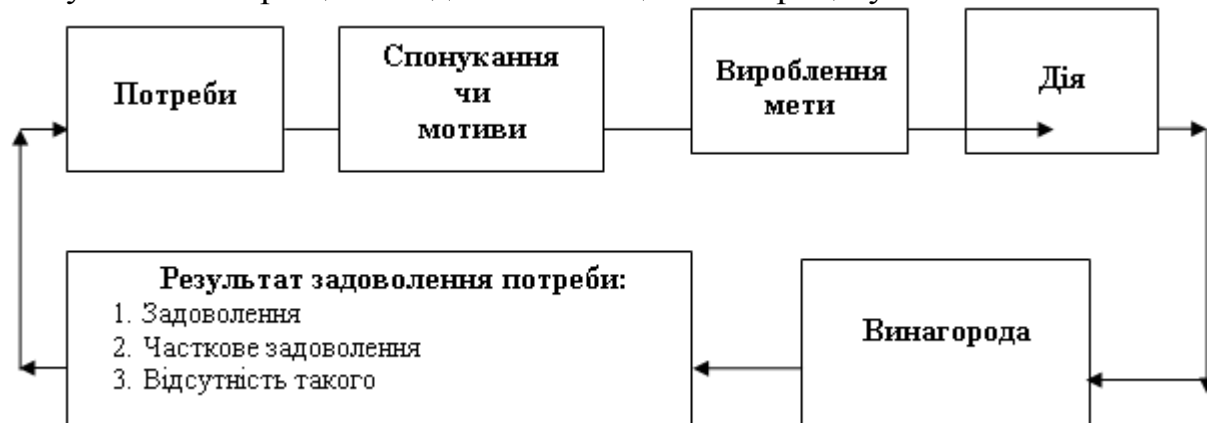 Потреби
Спонукання
чи
мотиви
Вироблення
мети
Дія
Результат задоволення потреби:
1. Задоволення
2. Часткове задоволення
3. Відсутність такого
Винагорода